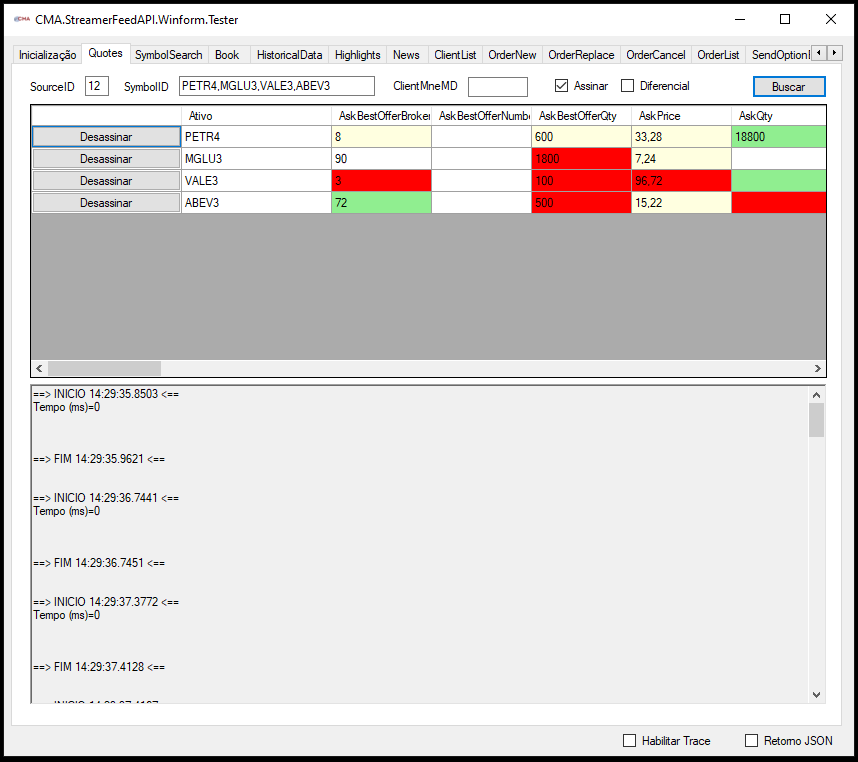 CMA CMA.StreamerFeedAPI.Winform.Tester
Inicialização Quotes SymbolSearch Book HistoricalData Highlights News ClientList OrderNew OrderReplace OrderCancel OrderList SendOption
SourceID 12 SymbolID PETR4,MGLU3,VALE3,ABEV3 ClientMneMD Assinar Diferencial Buscar
Ativo AskBestOfferBroker AskBestOfferNumbe AskBestOfferQty AskPrice AskQty
Desassinar PETR4 8 600 33,28 18800
Desassinar MGLU3 90 1800 7,24
Desassinar VALE3 3 100 96,72
Desassinar ABEV3 72 500 15,22
==> INICIO 14:29:35.8503 <==
Tempo (ms)=0
==> FIM 14:29:35.9621 <==
==> INICIO 14:29:36.7441 <==
Tempo (ms)=0
==> FIM 14:29:36.7451 <==
==> INICIO 14:29:37.3772 <==
Tempo (ms)=0
==> FIM 14:29:37.4128 <==
Habilitar Trace Retorno JSON